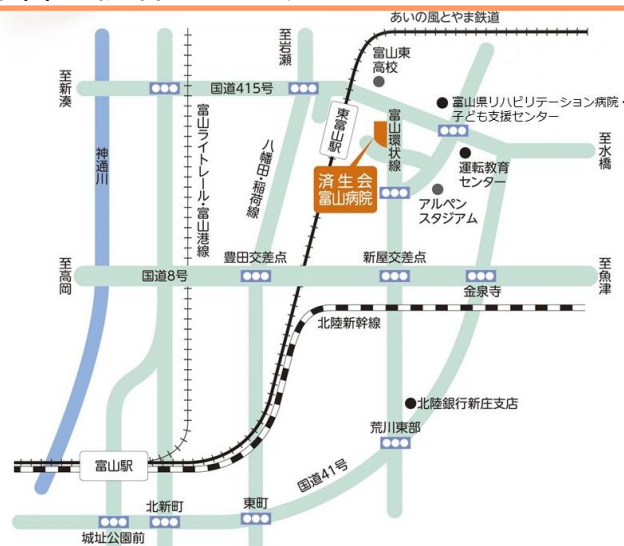 あいの風とやま鉄道
至岩瀬
富山東
高校
至新湊
国道415号
富山県リハビリテーション病院・
子ども支援センター
東富山駅
富山環状線
至水橋
富山ライトレール・富山港線
八幡田・稲荷線
神通川
運転教育
センター
済生会
富山病院
アルペン
スタジアム
至高岡
国道8号
豊田交差点
新屋交差点
至魚津
金泉寺
北陸新幹線
北陸銀行新庄支店
荒川東部
富山駅
国道41号
北新町
東町
城址公園前